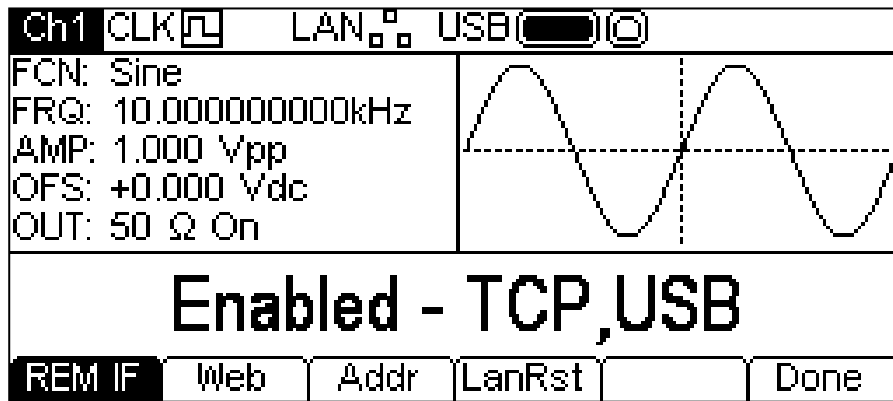 Ch1 CLK LAN USB
FCN: Sine
FRQ: 10.000000000kHz
AMP: 1.000 Vpp
OFS: +0.000 Vdc
OUT: 50 Ω On
Enabled - TCP,USB
REM IF Web Addr LanRst Done